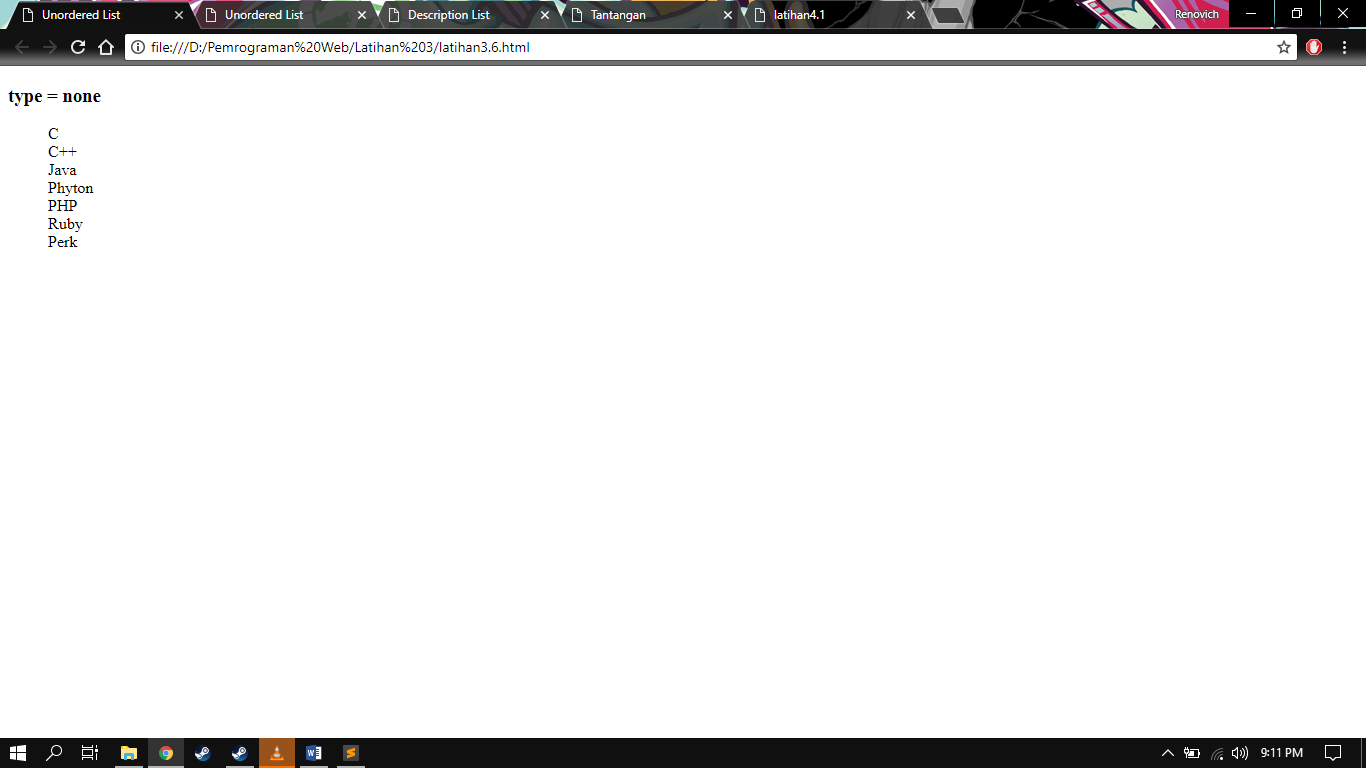 Unordered List
Unordered List
Description List
Tantangan
latihan4.1
Renovich
file:///D:/Pemrograman%20Web/Latihan%203/latihan3.6.html
type = none
C
C++
Java
Phyton
PHP
Ruby
Perk
9:11 PM